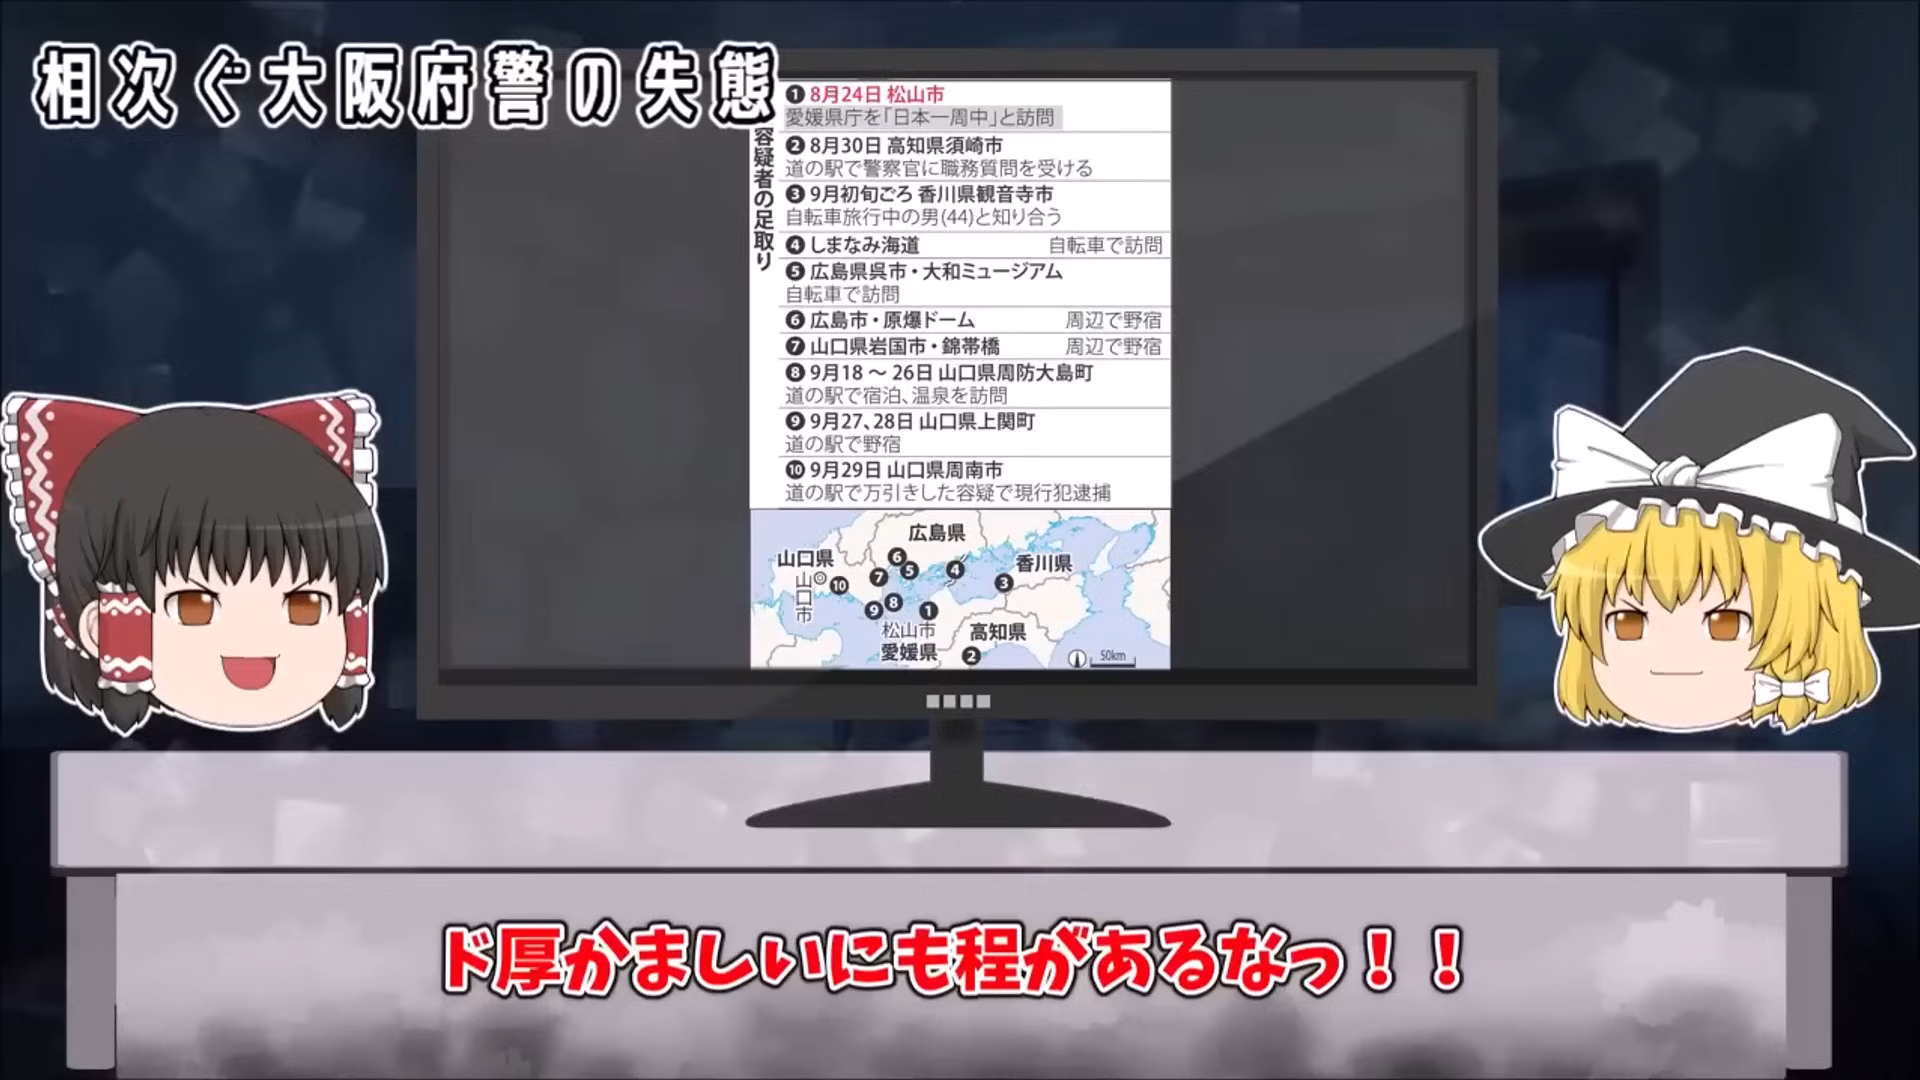 相次ぐ大阪府警の失態
容疑者の足取り
❶8月24日 松山市
愛媛県庁を「日本一周中」と訪問
❷8月30日 高知県須崎市
道の駅で警察官に職務質問を受ける
❸9月初旬ごろ 香川県観音寺市
自転車旅行中の男(44)と知り合う
❹しまなみ海道 自転車で訪問
❺広島県呉市・大和ミュージアム
自転車で訪問
❻広島市・原爆ドーム 周辺で野宿
❼山口県岩国市・錦帯橋 周辺で野宿
❽9月18〜26日 山口県周防大島町
道の駅で宿泊、温泉を訪問
❾9月27、28日 山口県上関町
道の駅で野宿
❿9月29日 山口県周南市
道の駅で万引きした容疑で現行犯逮捕
広島県
山口県
香川県
山口市
❻
❺
❹
❼
❿
❸
❽
❾
❶
松山市
高知県
愛媛県
❷
50km
ド厚かましいにも程があるなっ！！